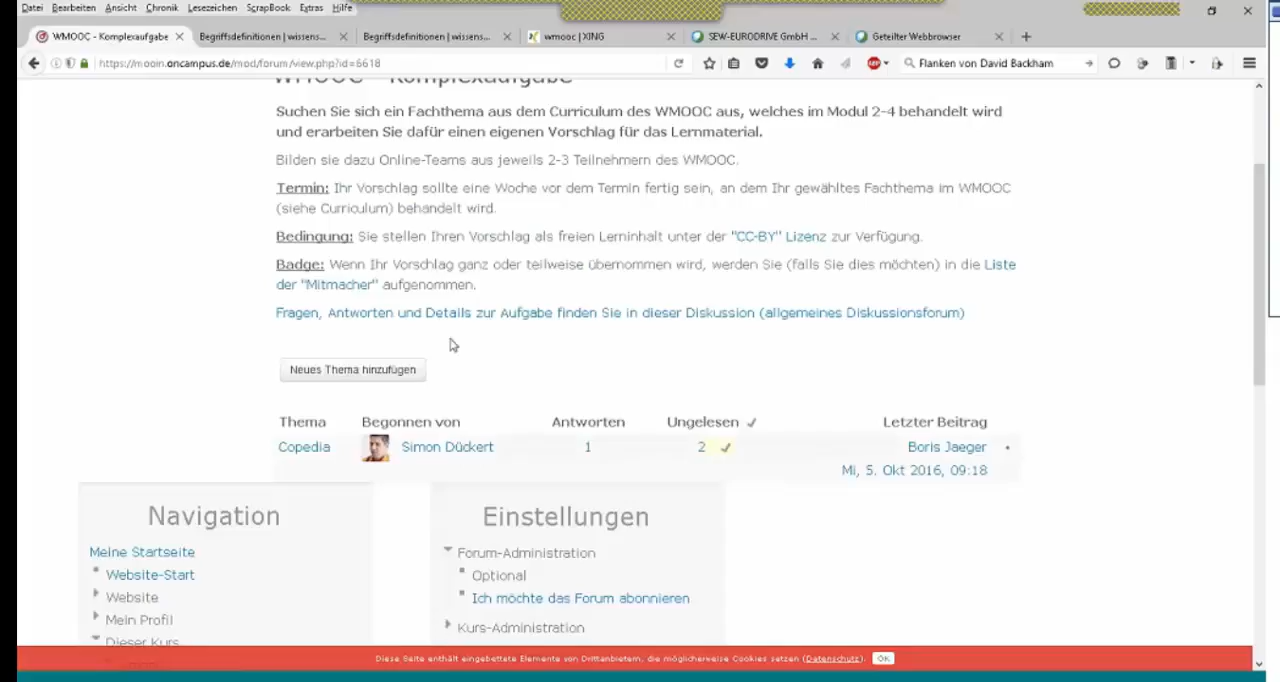 Datei Bearbeiten Ansicht Chronik Lesezeichen ScrapBook Extras Hilfe
WMOOC - Komplexaufgabe
Begriffsdefinitionen | wissens...
Begriffsdefinitionen | wissens...
wmooc | XING
SEW-EURODRIVE GmbH ...
Geteilter Webbrowser
https://mooin.oncampus.de/mod/forum/view.php?id=6618
Flanken von David Backham
WMOOC - Komplexaufgabe
Suchen Sie sich ein Fachthema aus dem Curriculum des WMOOC aus, welches im Modul 2-4 behandelt wird
und erarbeiten Sie dafür einen eigenen Vorschlag für das Lernmaterial.
Bilden sie dazu Online-Teams aus jeweils 2-3 Teilnehmern des WMOOC.
Termin: Ihr Vorschlag sollte eine Woche vor dem Termin fertig sein, an dem Ihr gewähltes Fachthema im WMOOC
(siehe Curriculum) behandelt wird.
Bedingung: Sie stellen Ihren Vorschlag als freien Lerninhalt unter der "CC-BY" Lizenz zur Verfügung.
Badge: Wenn Ihr Vorschlag ganz oder teilweise übernommen wird, werden Sie (falls Sie dies möchten) in die Liste
der "Mitmacher" aufgenommen.
Fragen, Antworten und Details zur Aufgabe finden Sie in dieser Diskussion (allgemeines Diskussionsforum)
Neues Thema hinzufügen
Thema Begonnen von Antworten Ungelesen Letzter Beitrag
Copedia Simon Dückert 1 2 Boris Jaeger
Mi, 5. Okt 2016, 09:18
Navigation
Meine Startseite
Website-Start
Website
Mein Profil
Dieser Kurs
Einstellungen
Forum-Administration
Optional
Ich möchte das Forum abonnieren
Kurs-Administration
Diese Seite enthält eingebettete Elemente von Drittanbietern, die möglicherweise Cookies setzen (Datenschutz). OK